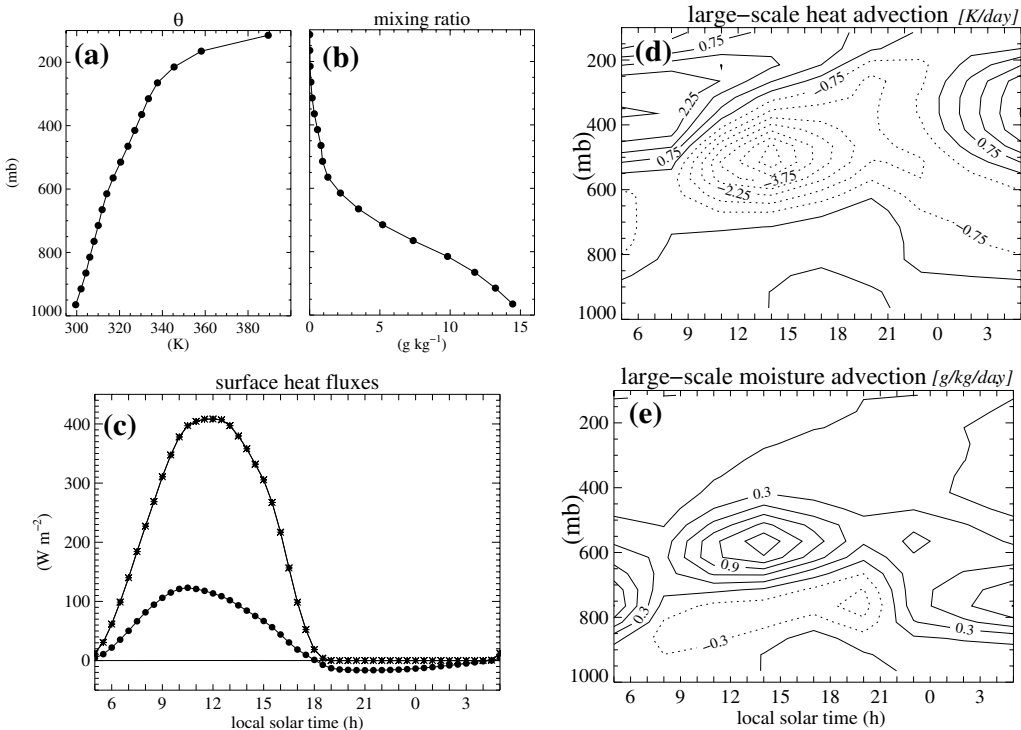 θ
(a)
200
400
600
800
1000
(mb)
300 320 340 360 380
(K)
mixing ratio
(b)
0 5 10 15
(g kg⁻¹)
large−scale heat advection [K/day]
(d)
200
400
600
800
1000
(mb)
0.75
2.25
0.75
−0.75
−3.75
−2.25
0.75
−0.75
6 9 12 15 18 21 0 3
surface heat fluxes
(c)
400
300
200
100
0
(W m⁻²)
6 9 12 15 18 21 0 3
local solar time (h)
large−scale moisture advection [g/kg/day]
(e)
200
400
600
800
1000
(mb)
0.3
0.9
0.3
−0.3
0.3
6 9 12 15 18 21 0 3
local solar time (h)